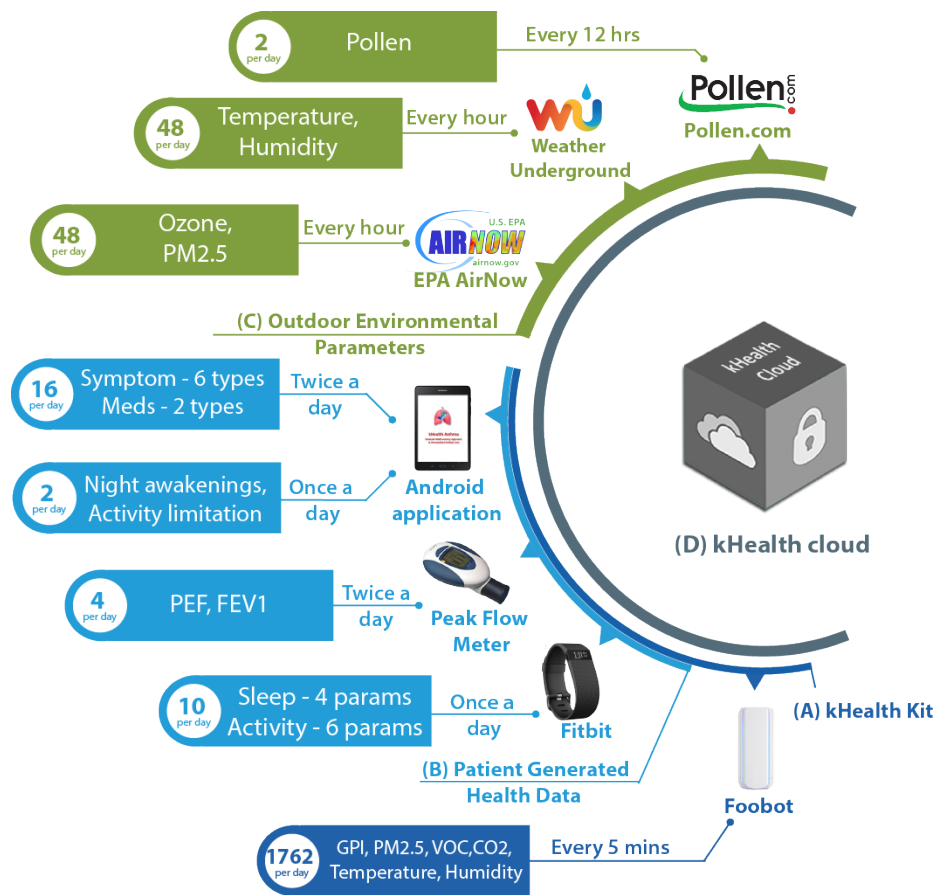 2
per day
Pollen
Every 12 hrs
Pollen.com
Pollen.com
48
per day
Temperature,
Humidity
Every hour
WU
Weather
Underground
48
per day
Ozone,
PM2.5
Every hour
U.S. EPA
AIRNOW
airnow.gov
EPA AirNow
(C) Outdoor Environmental
Parameters
16
per day
Symptom - 6 types
Meds - 2 types
Twice a
day
kHealth Asthma
Android
application
2
per day
Night awakenings,
Activity limitation
Once a
day
kHealth
Cloud
(D) kHealth cloud
4
per day
PEF, FEV1
Twice a
day
Peak Flow
Meter
10
per day
Sleep - 4 params
Activity - 6 params
Once a
day
Fitbit
(A) kHealth Kit
(B) Patient Generated
Health Data
Foobot
1762
per day
GPI, PM2.5, VOC,CO2,
Temperature, Humidity
Every 5 mins